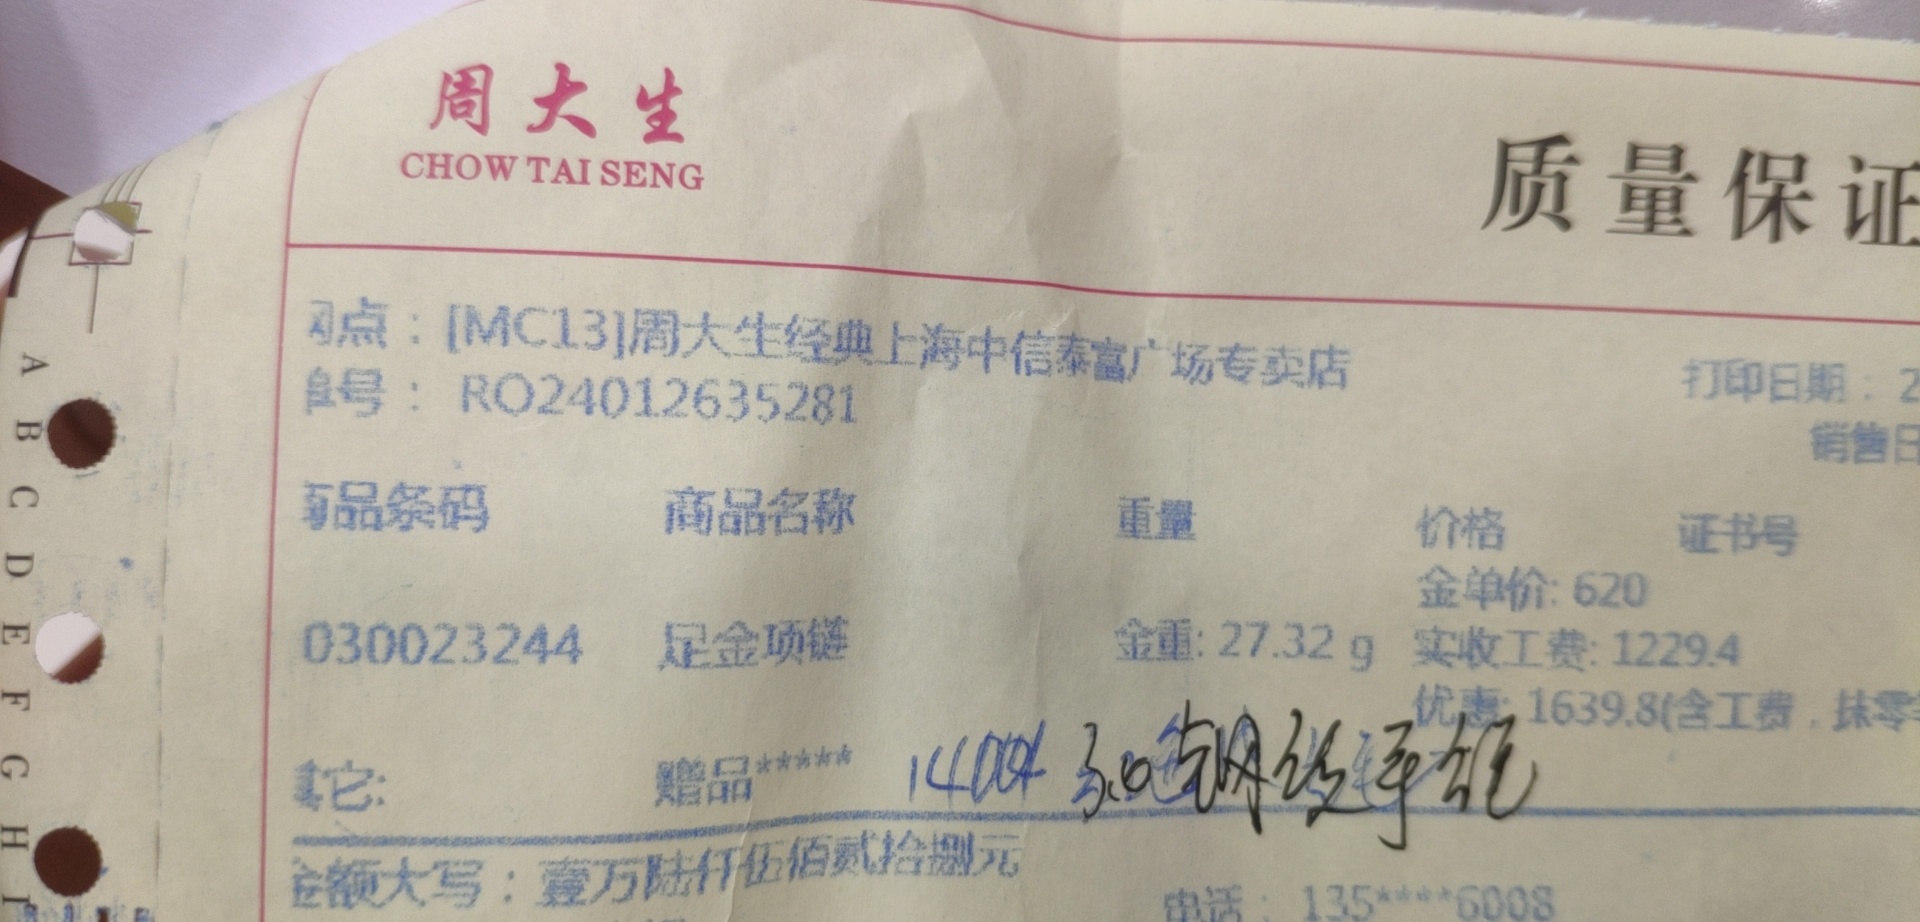 周大生
CHOW TAI SENG
质量保证
点：[MC13]周大生经典上海中信泰富广场专卖店
号：RO24012635281
打印日期：2
销售日
品条码 商品名称 重量 价格 证书号
金单价: 620
030023244 足金项链 金重: 27.32 g 实收工费: 1229.4
优惠: 1639.8(含工费，抹零
它: 赠品*****
额大写：壹万陆仟伍佰贰拾捌元
电话：135****6008
A
B
C
D
E
F
G
H
I